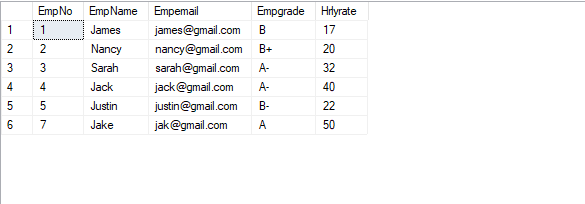 EmpNo EmpName Empemail Empgrade Hrlyrate
1 1 James james@gmail.com B 17
2 2 Nancy nancy@gmail.com B+ 20
3 3 Sarah sarah@gmail.com A- 32
4 4 Jack jack@gmail.com A- 40
5 5 Justin justin@gmail.com B- 22
6 7 Jake jak@gmail.com A 50